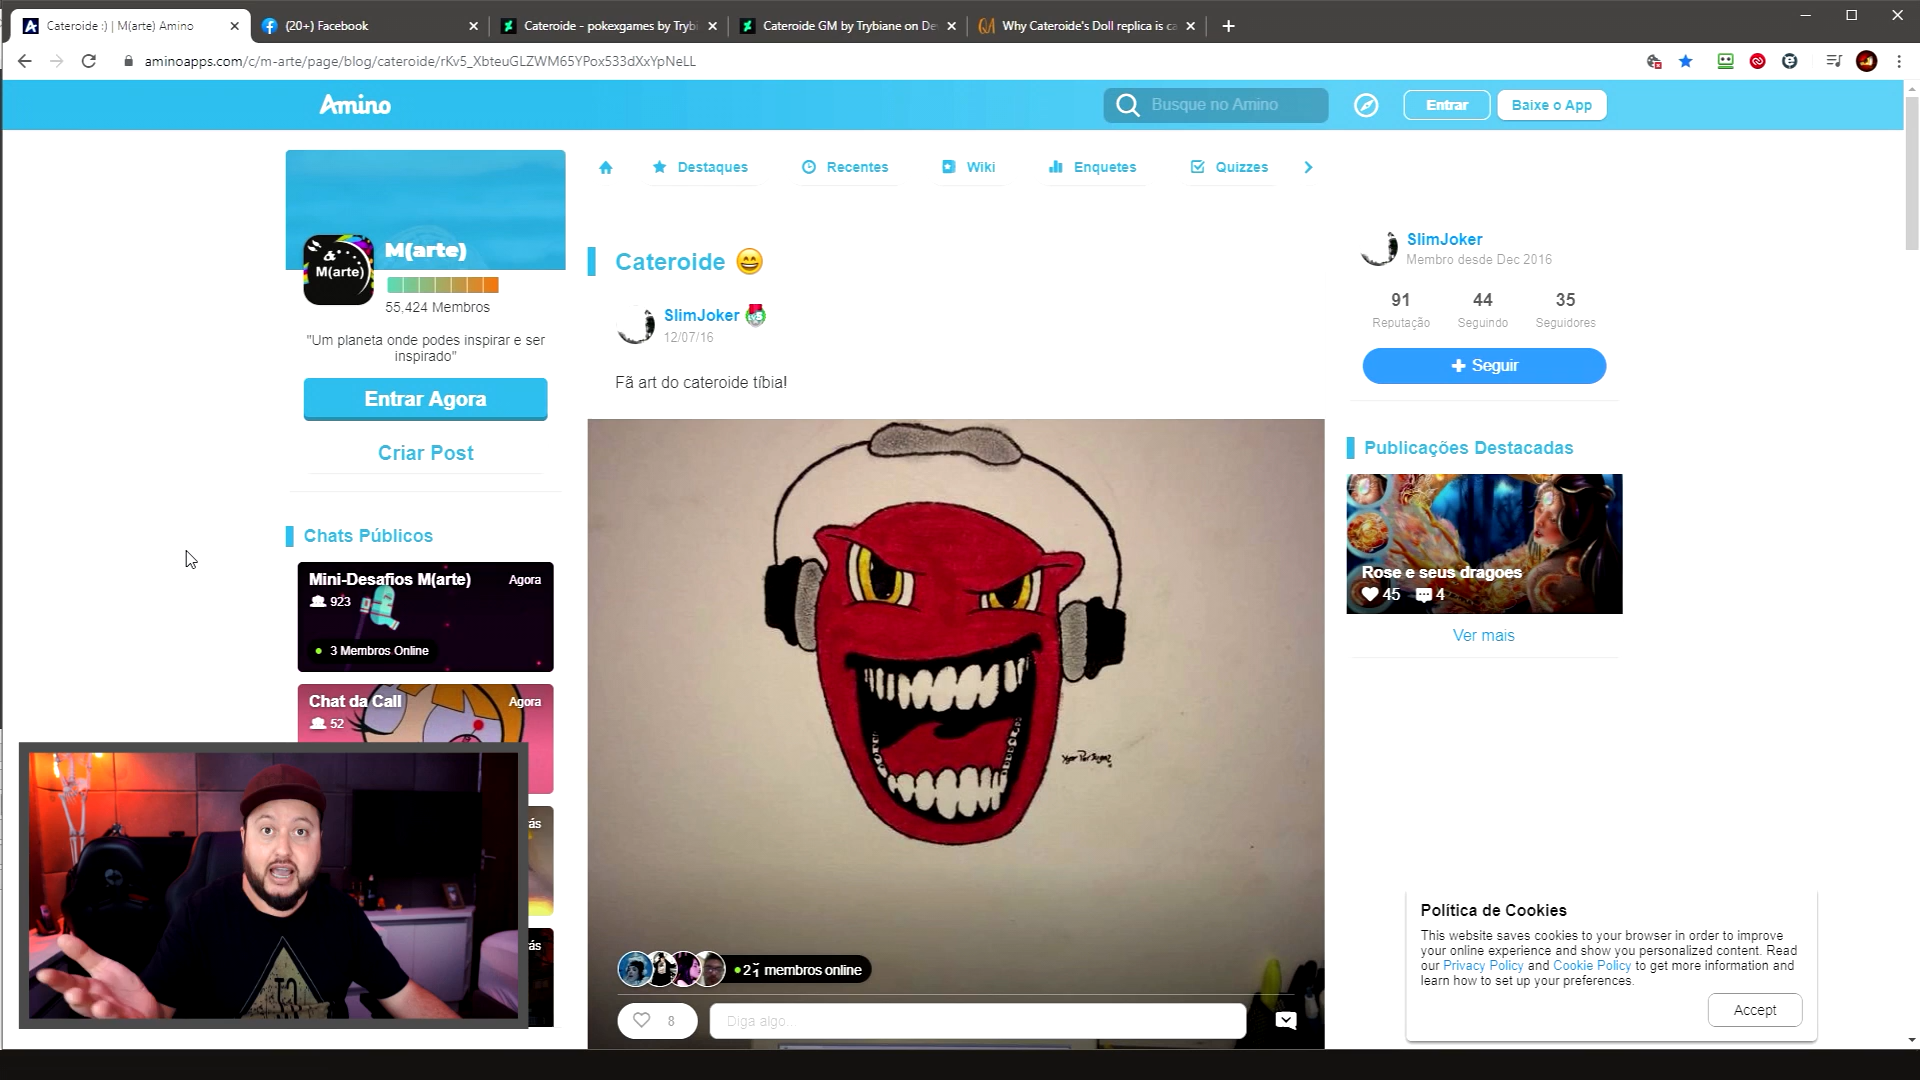 Cateroide :) | M(arte) Amino
(20+) Facebook
Cateroide - pokexgames by Tryb
Cateroide GM by Trybiane on De
Why Cateroide's Doll replica is ca
aminoapps.com/c/m-arte/page/blog/cateroide/rKv5_XbteuGLZWM65YPox533dXxYpNeLL
Amino
Busque no Amino
Entrar
Baixe o App
Destaques
Recentes
Wiki
Enquetes
Quizzes
M(arte)
M(arte)
55,424 Membros
"Um planeta onde podes inspirar e ser
inspirado"
Entrar Agora
Criar Post
Chats Públicos
Mini-Desafios M(arte)
Agora
923
3 Membros Online
Chat da Call
Agora
52
ás
ás
Cateroide
SlimJoker
12/07/16
Fã art do cateroide tíbia!
membros online
8
Diga algo...
SlimJoker
Membro desde Dec 2016
91
44
35
Reputação
Seguindo
Seguidores
Seguir
Publicações Destacadas
Rose e seus dragoes
45
4
Ver mais
Política de Cookies
This website saves cookies to your browser in order to improve
your online experience and show you personalized content. Read
our Privacy Policy and Cookie Policy to get more information and
learn how to set up your preferences.
Accept